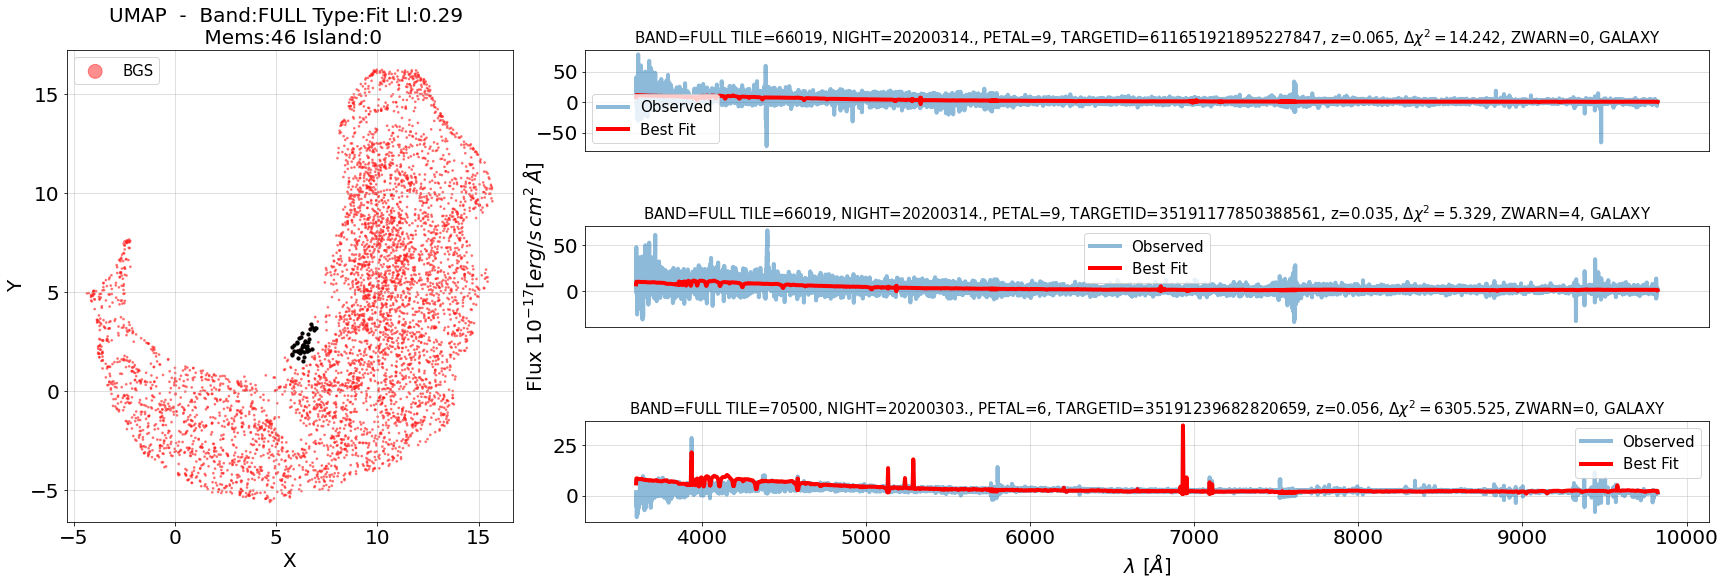 UMAP - Band:FULL Type:Fit Ll:0.29
Mems:46 Island:0
BGS
15
10
5
0
−5
Y
−5
0
5
10
15
X
Flux 10^{-17}[erg/s cm^2 Å]
BAND=FULL TILE=66019, NIGHT=20200314., PETAL=9, TARGETID=611651921895227847, z=0.065, Δχ² = 14.242, ZWARN=0, GALAXY
50
0
−50
Observed
Best Fit
BAND=FULL TILE=66019, NIGHT=20200314., PETAL=9, TARGETID=35191177850388561, z=0.035, Δχ² = 5.329, ZWARN=4, GALAXY
50
0
Observed
Best Fit
BAND=FULL TILE=70500, NIGHT=20200303., PETAL=6, TARGETID=35191239682820659, z=0.056, Δχ² = 6305.525, ZWARN=0, GALAXY
25
0
Observed
Best Fit
4000
5000
6000
7000
8000
9000
10000
λ [Å]